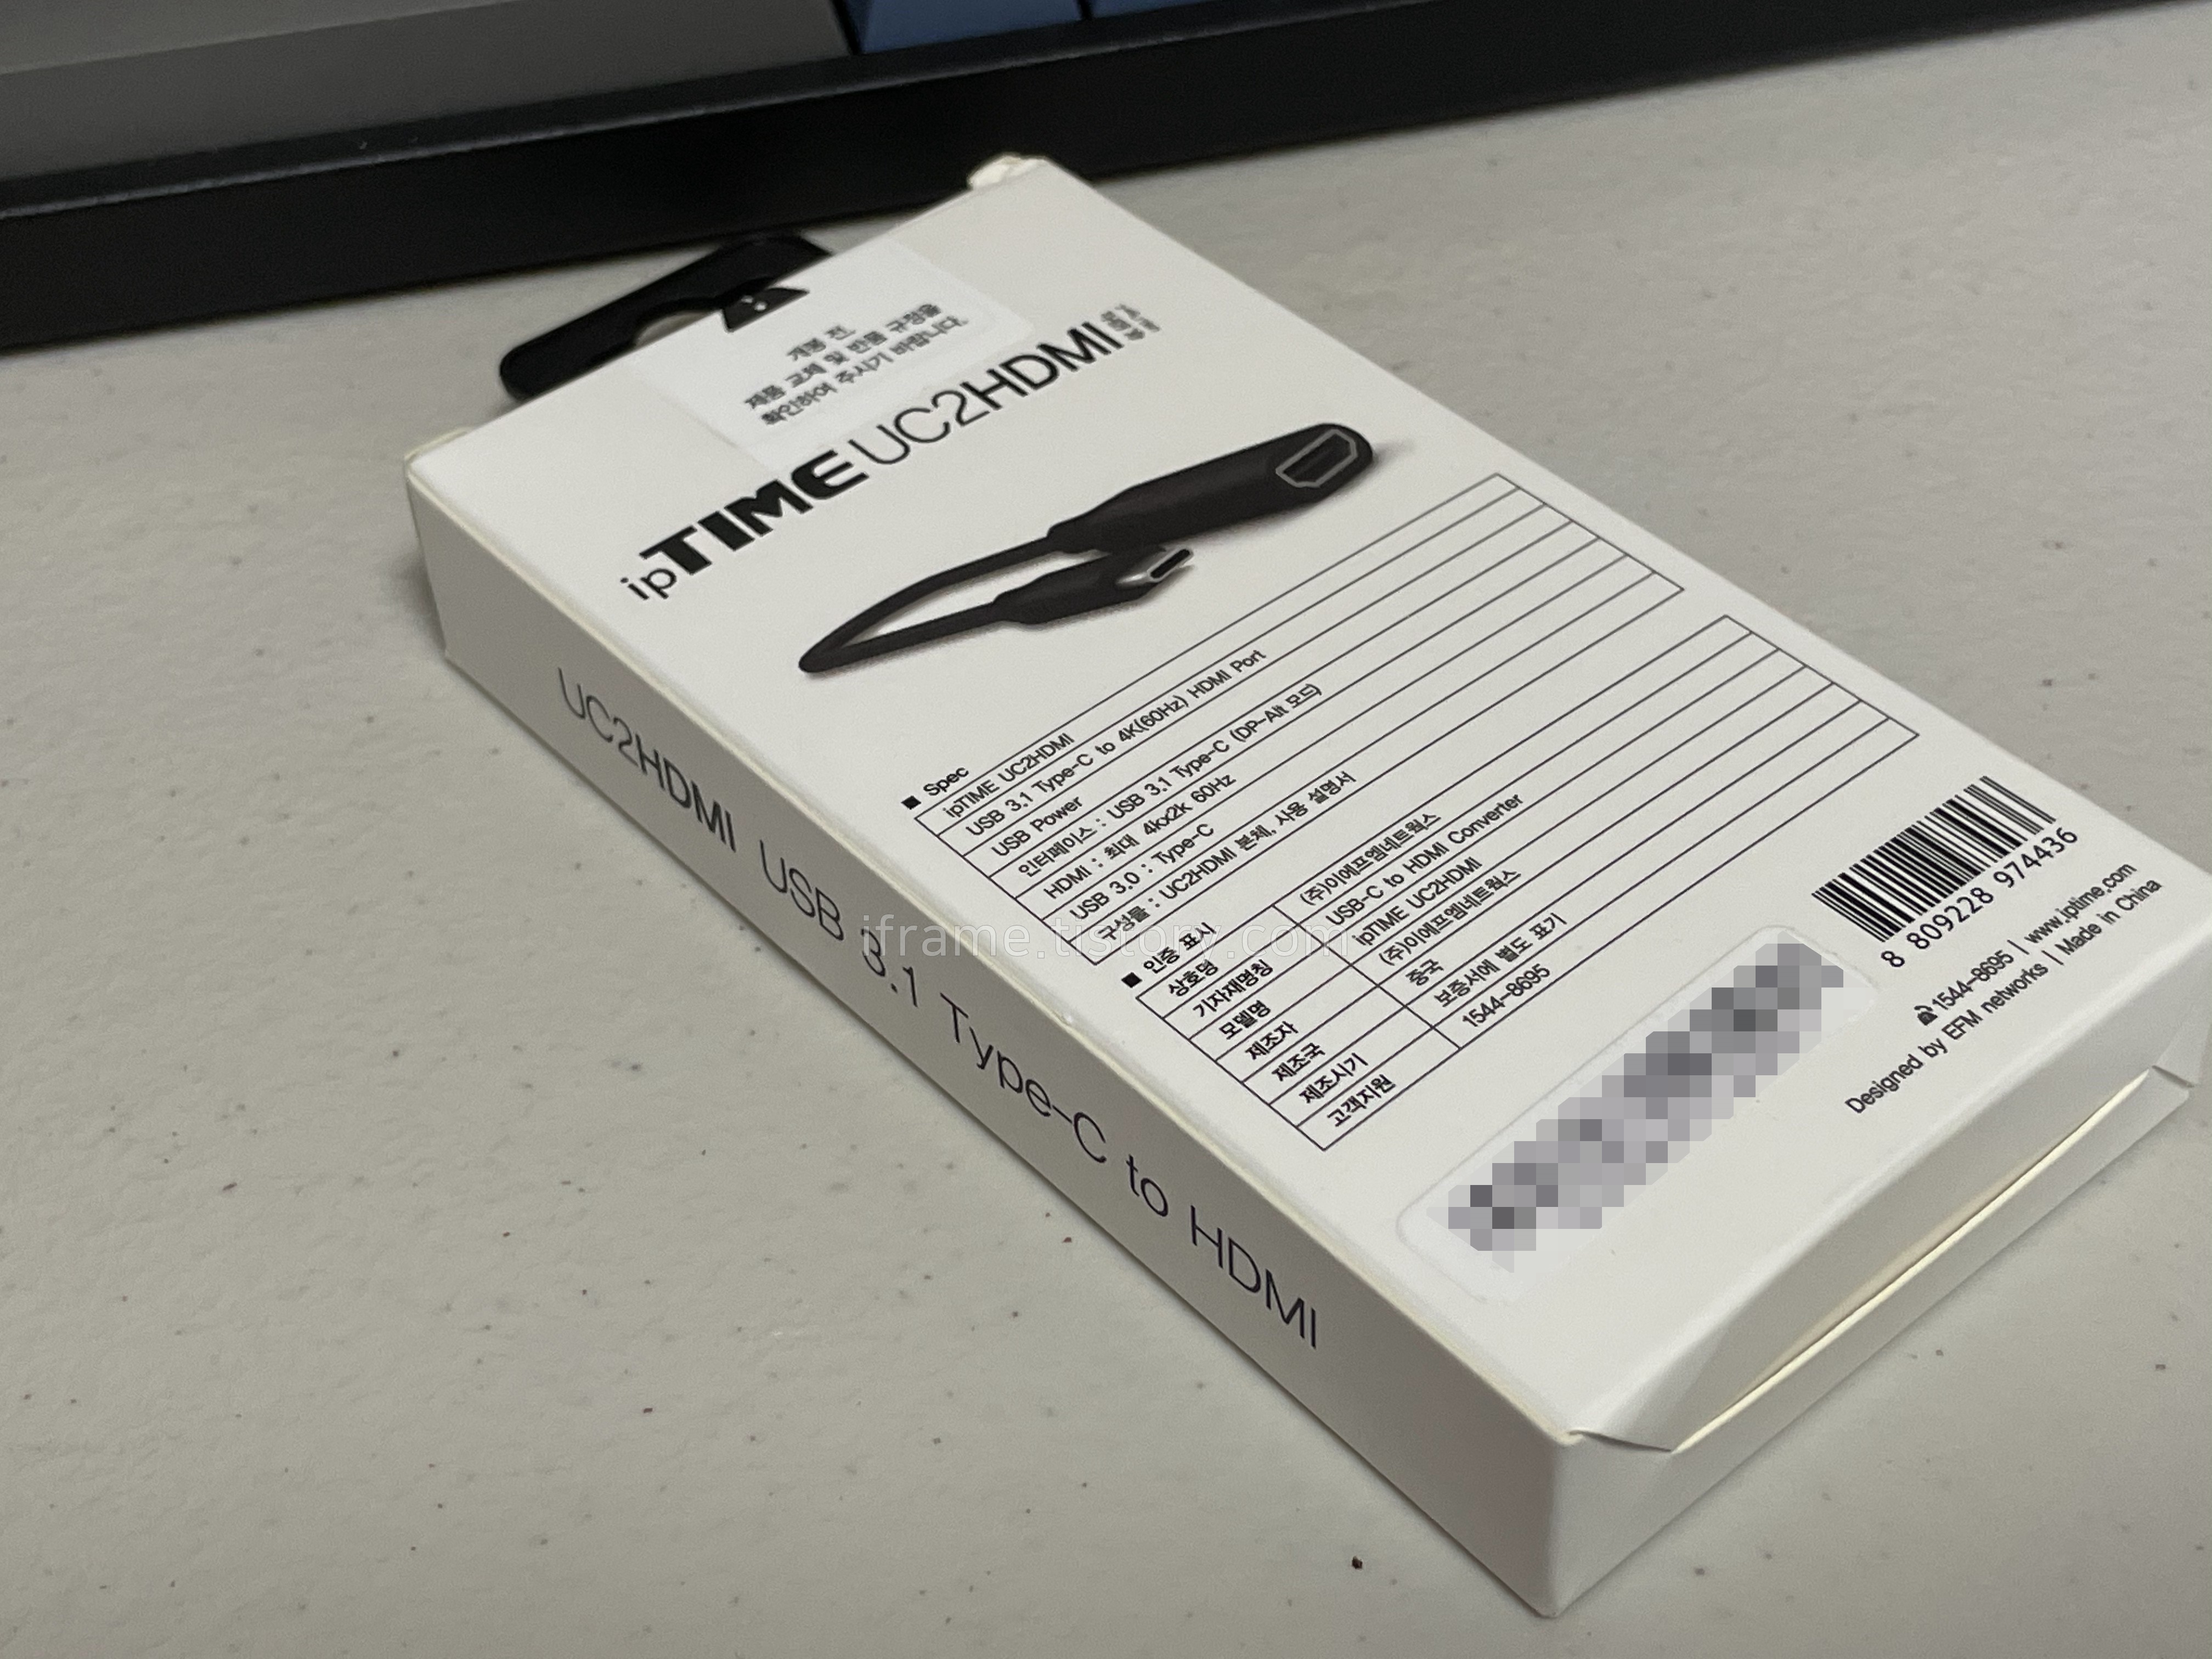 개봉 전,
제품 교체 및 반품 규정을
확인하여 주시기 바랍니다.
ipTIME UC2HDMI
■ Spec
ipTIME UC2HDMI
USB 3.1 Type-C to 4K(60Hz) HDMI Port
USB Power
인터페이스 : USB 3.1 Type-C (DP-Alt 모드)
HDMI : 최대 4kx2k 60Hz
USB 3.0 : Type-C
구성물 : UC2HDMI 본체, 사용 설명서
■ 인증 표시
상호명 (주)이에프엠네트웍스
기자재명칭 USB-C to HDMI Converter
모델명 ipTIME UC2HDMI
제조자 (주)이에프엠네트웍스
제조국 중국
제조시기 보증서에 별도 표기
고객지원 1544-8695
8 809228 974436
☎1544-8695 | www.iptime.com
Designed by EFM networks | Made in China
UC2HDMI USB 3.1 Type-C to HDMI
iframe.tistory.com